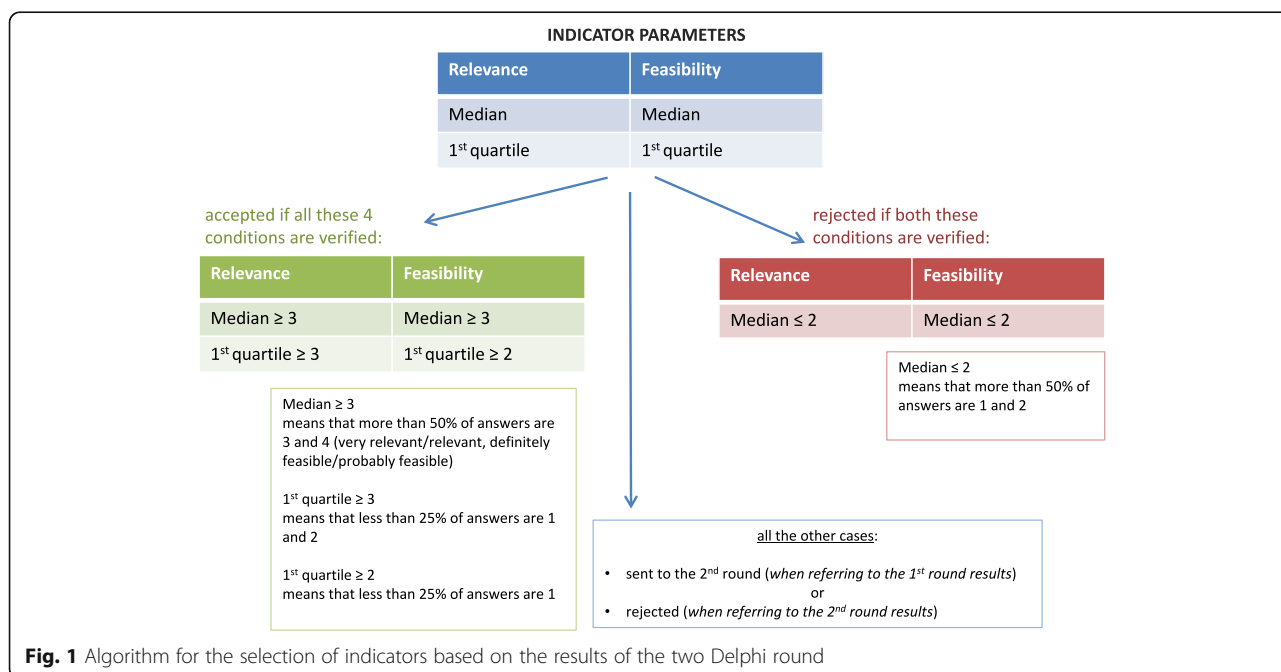 INDICATOR PARAMETERS
Relevance Feasibility
Median Median
1st quartile 1st quartile
accepted if all these 4
conditions are verified:
Relevance Feasibility
Median ≥ 3 Median ≥ 3
1st quartile ≥ 3 1st quartile ≥ 2
Median ≥ 3
means that more than 50% of answers are
3 and 4 (very relevant/relevant, definitely
feasible/probably feasible)
1st quartile ≥ 3
means that less than 25% of answers are 1
and 2
1st quartile ≥ 2
means that less than 25% of answers are 1
rejected if both these
conditions are verified:
Relevance Feasibility
Median ≤ 2 Median ≤ 2
Median ≤ 2
means that more than 50% of
answers are 1 and 2
all the other cases:
• sent to the 2nd round (when referring to the 1st round results)
or
• rejected (when referring to the 2nd round results)
Fig. 1 Algorithm for the selection of indicators based on the results of the two Delphi round